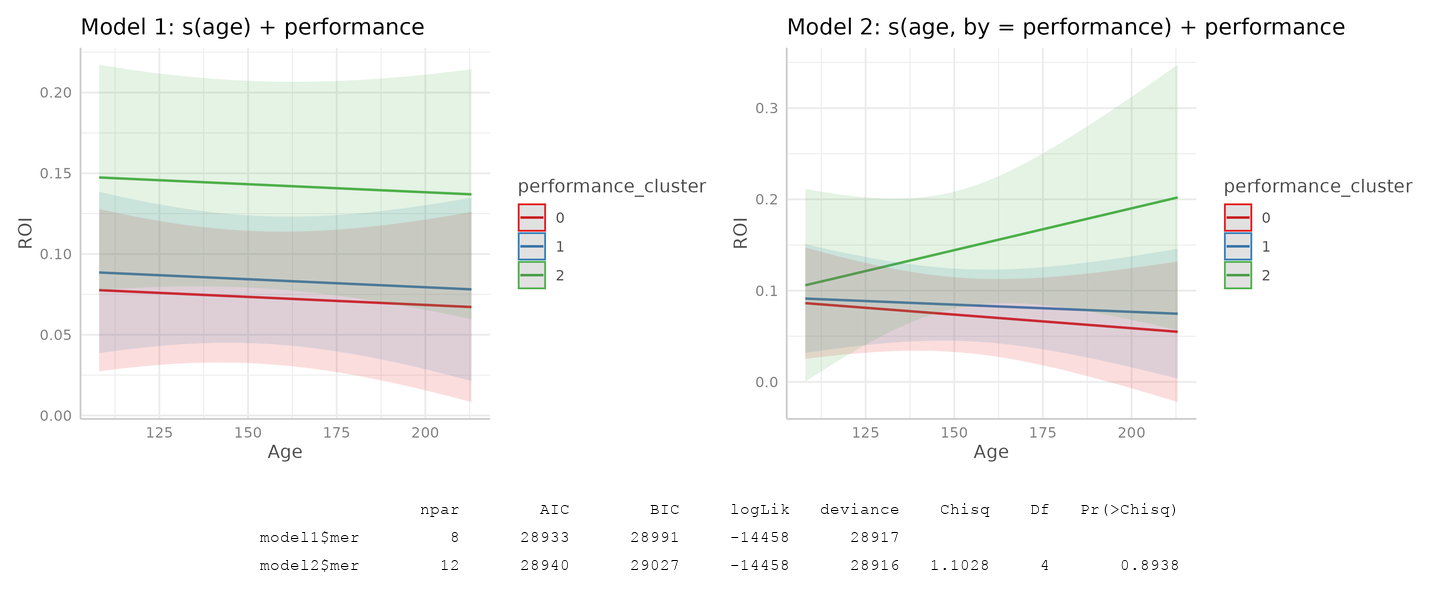 Model 1: s(age) + performance
ROI
0.20
0.15
0.10
0.05
0.00
125 150 175 200
Age
performance_cluster
0
1
2
Model 2: s(age, by = performance) + performance
ROI
0.3
0.2
0.1
0.0
125 150 175 200
Age
performance_cluster
0
1
2
npar AIC BIC logLik deviance Chisq Df Pr(>Chisq)
model1$mer 8 28933 28991 -14458 28917
model2$mer 12 28940 29027 -14458 28916 1.1028 4 0.8938